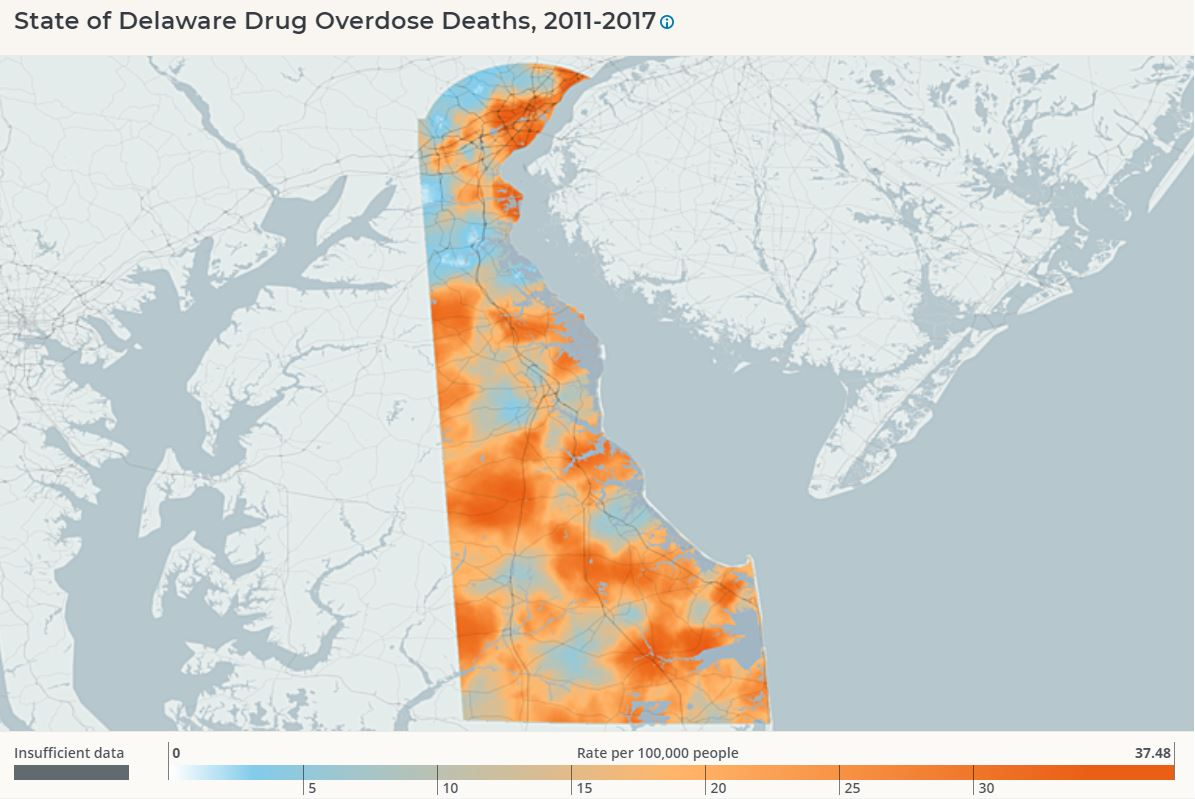 State of Delaware Drug Overdose Deaths, 2011-2017
Insufficient data
0
Rate per 100,000 people
37.48
5
10
15
20
25
30